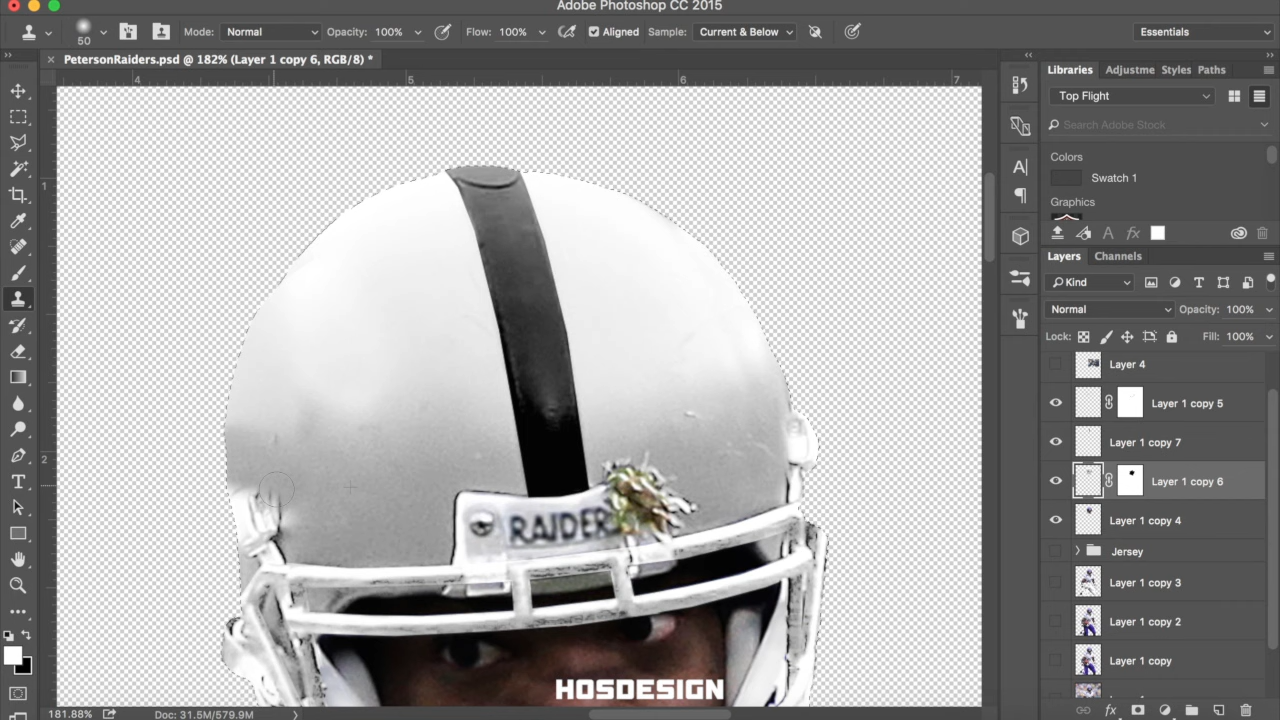 Adobe Photoshop CC 2015
50
Mode: Normal Opacity: 100% Flow: 100% Aligned Sample: Current & Below Essentials
PetersonRaiders.psd @ 182% (Layer 1 copy 6, RGB/8) *
4 5 6 7
1
2
Libraries Adjustme Styles Paths
Top Flight
Search Adobe Stock
Colors
Swatch 1
Graphics
Layers Channels
Kind
Normal Opacity: 100%
Lock: Fill: 100%
Layer 4
Layer 1 copy 5
Layer 1 copy 7
Layer 1 copy 6
Layer 1 copy 4
Jersey
Layer 1 copy 3
Layer 1 copy 2
Layer 1 copy
RAIDER
HOSDESIGN
181.88% Doc: 31.5M/579.9M